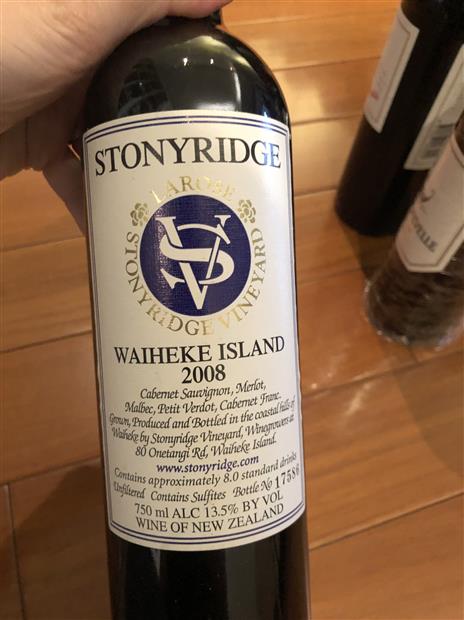 STONYRIDGE
LAROSE
STONYRIDGE VINEYARD
SV
WAIHEKE ISLAND
2008
Cabernet Sauvignon, Merlot,
Malbec, Petit Verdot, Cabernet Franc.
Grown, Produced and Bottled in the coastal hills of
Waiheke by Stonyridge Vineyard, Winegrowers at
80 Onetangi Rd, Waiheke Island.
www.stonyridge.com
Contains approximately 8.0 standard drinks
Unfiltered Contains Sulfites Bottle No 17586
750 ml ALC 13.5% BY VOL
WINE OF NEW ZEALAND